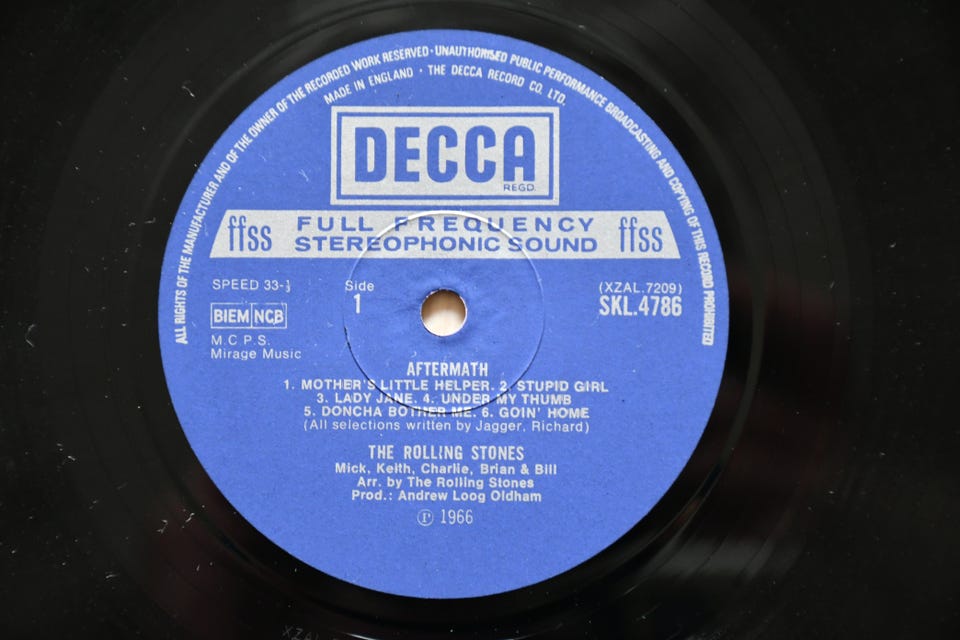 ALL RIGHTS OF THE MANUFACTURER AND OF THE OWNER OF THE RECORDED WORK RESERVED · UNAUTHORISED PUBLIC PERFORMANCE BROADCASTING AND COPYING OF THIS RECORD PROHIBITED
MADE IN ENGLAND · THE DECCA RECORD CO. LTD.
DECCA
REGD.
ffss FULL FREQUENCY STEREOPHONIC SOUND ffss
SPEED 33-⅓
Side
1
(XZAL.7209)
SKL.4786
BIEM NCB
M.C P.S.
Mirage Music
AFTERMATH
1. MOTHER'S LITTLE HELPER. 2. STUPID GIRL
3. LADY JANE. 4. UNDER MY THUMB
5. DONCHA BOTHER ME. 6. GOIN' HOME
(All selections written by Jagger, Richard)
THE ROLLING STONES
Mick, Keith, Charlie, Brian & Bill
Arr. by The Rolling Stones
Prod.: Andrew Loog Oldham
Ⓟ 1966